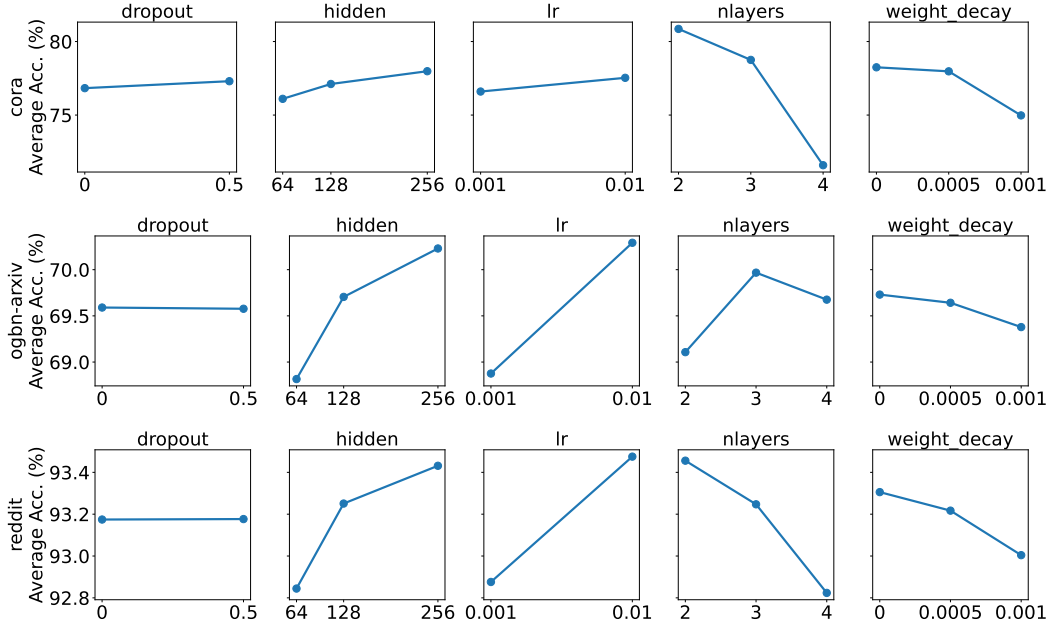 dropout hidden lr nlayers weight_decay
cora
Average Acc. (%)
80
75
0 0.5 64 128 256 0.001 0.01 2 3 4 0 0.0005 0.001
dropout hidden lr nlayers weight_decay
ogbn-arxiv
Average Acc. (%)
70.0
69.5
69.0
0 0.5 64 128 256 0.001 0.01 2 3 4 0 0.0005 0.001
dropout hidden lr nlayers weight_decay
reddit
Average Acc. (%)
93.4
93.2
93.0
92.8
0 0.5 64 128 256 0.001 0.01 2 3 4 0 0.0005 0.001